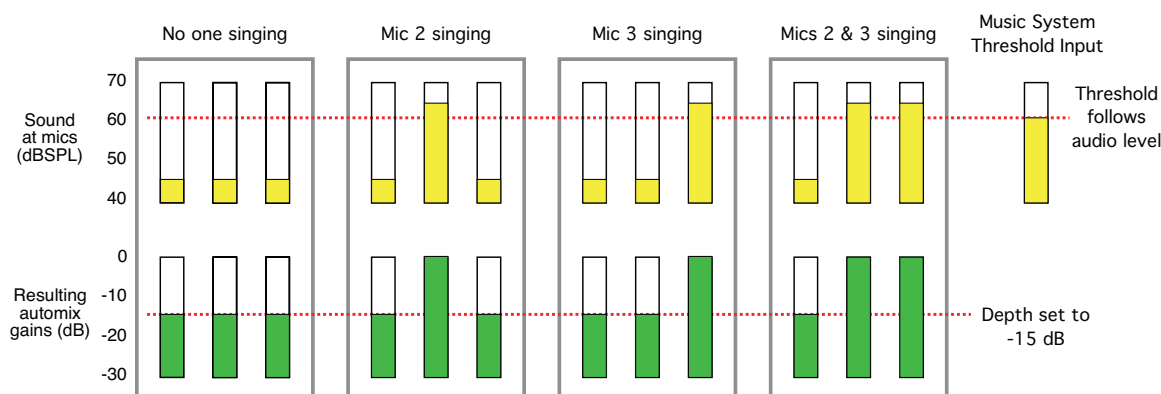 No one singing
Mic 2 singing
Mic 3 singing
Mics 2 & 3 singing
Music System
Threshold Input
Sound
at mics
(dBSPL)
70
60
50
40
Threshold
follows
audio level
Resulting
automix
gains (dB)
0
-10
-20
-30
Depth set to
-15 dB